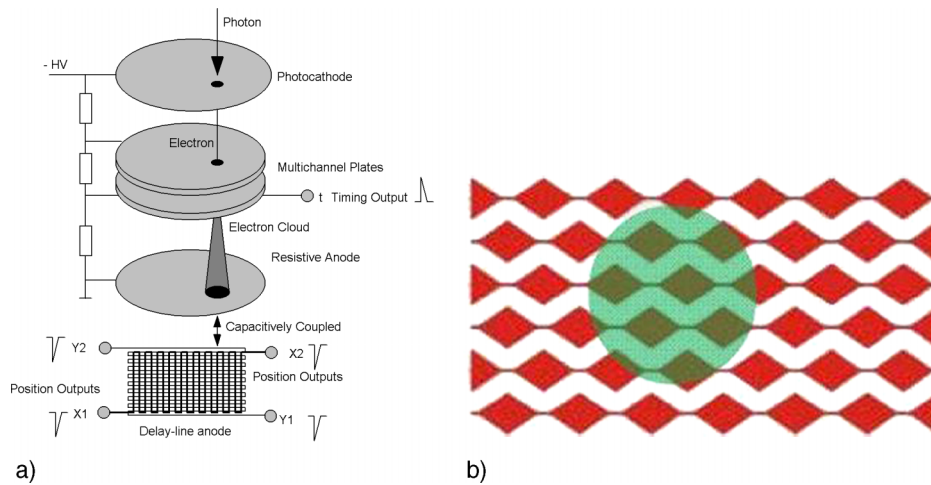 Photon
- HV
Photocathode
Electron
Multichannel Plates
t Timing Output
Electron Cloud
Resistive Anode
Capacitively Coupled
Y2
X2
Position Outputs
Position Outputs
X1
Y1
Delay-line anode
a)
b)